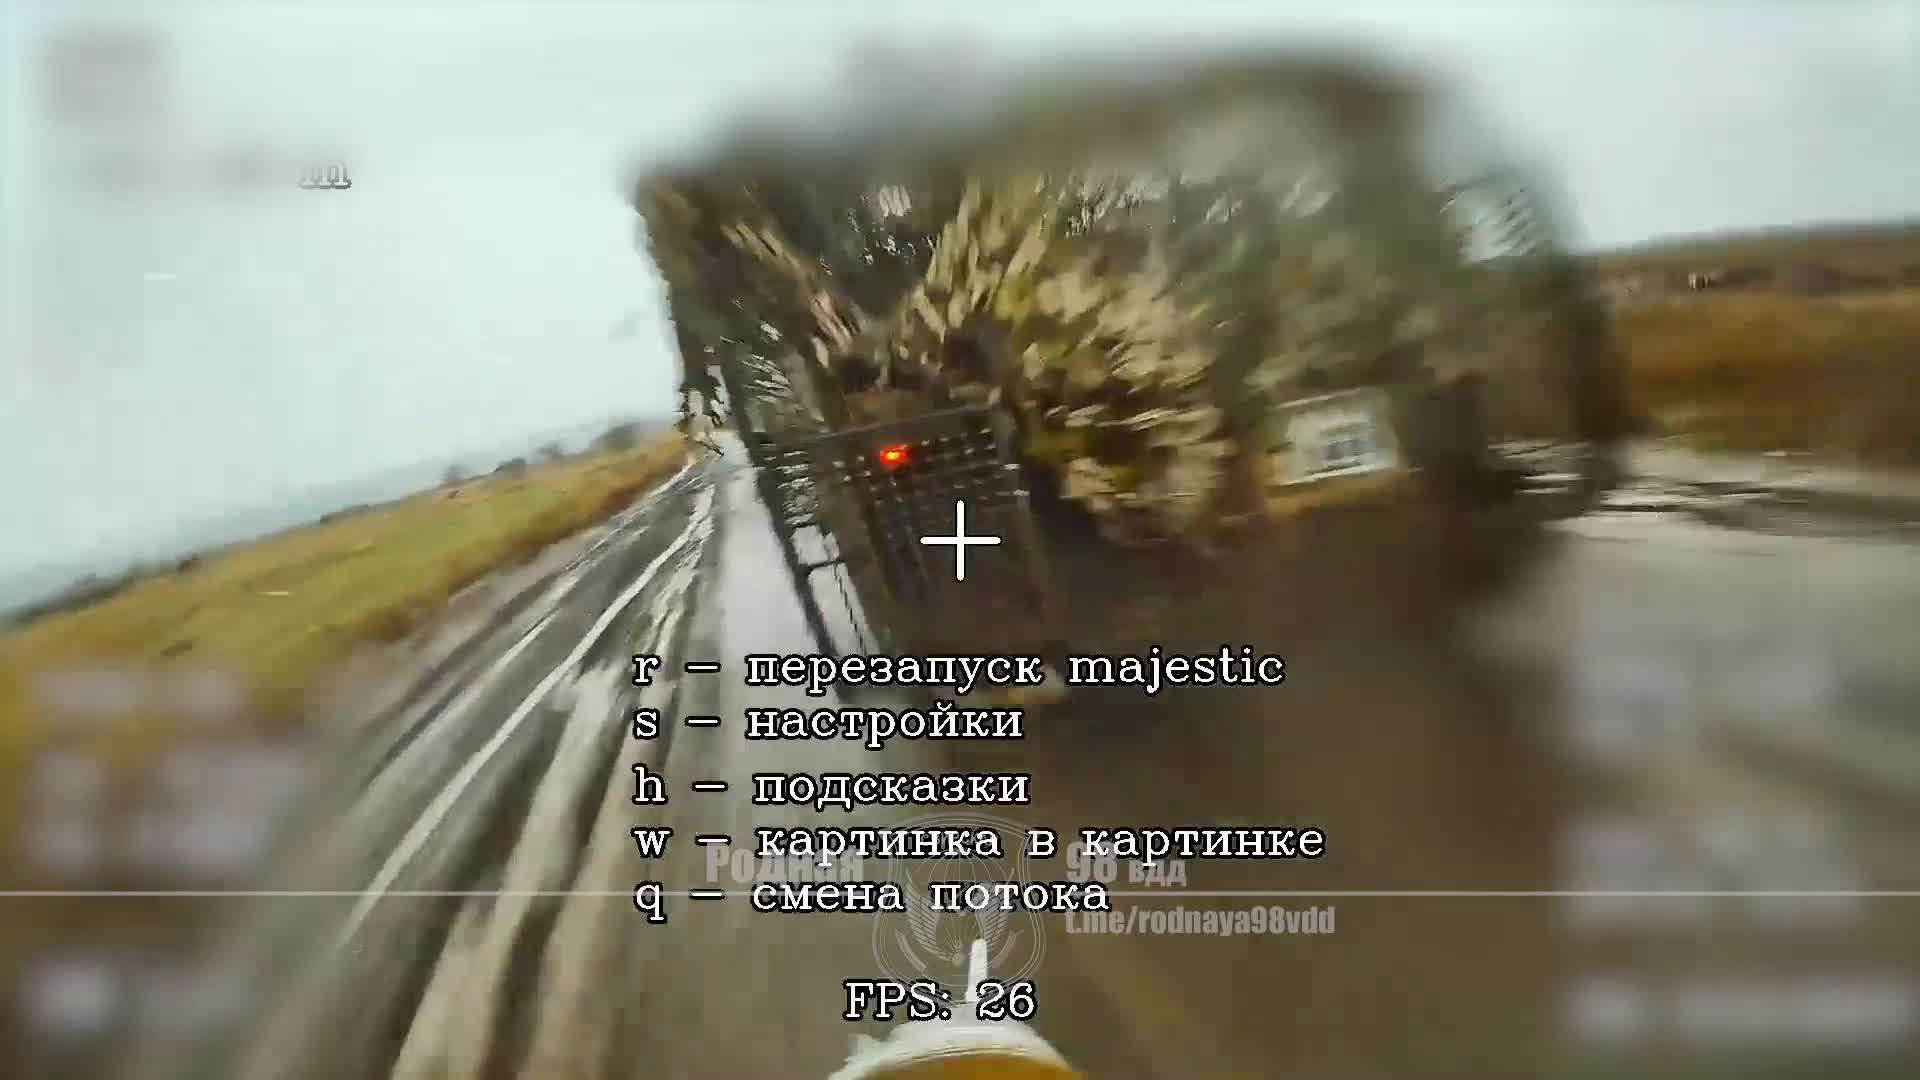 m
r – перезапуск majestic
s – настройки
h – подсказки
w – картинка в картинке
Родная 98 ВДД
q – смена потока
t.me/rodnaya98vdd
FPS: 26